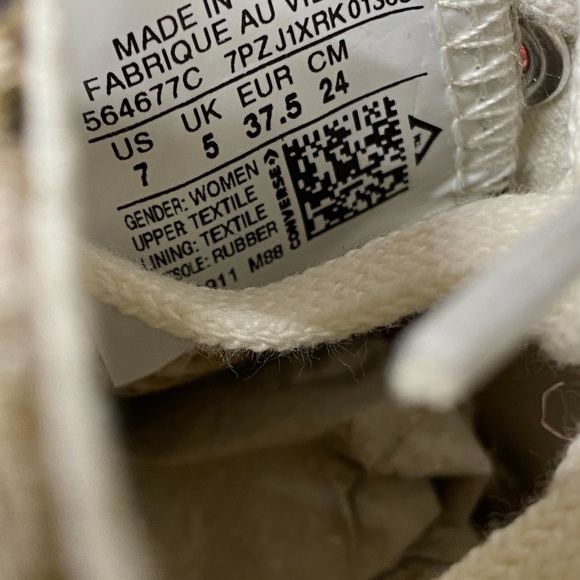 MADE IN
FABRIQUE AU
564677C 7PZJ1XRK
US UK EUR CM
7 5 37.5 24
GENDER: WOMEN
UPPER TEXTILE
LINING: TEXTILE
SOLE: RUBBER
M88
CONVERSE